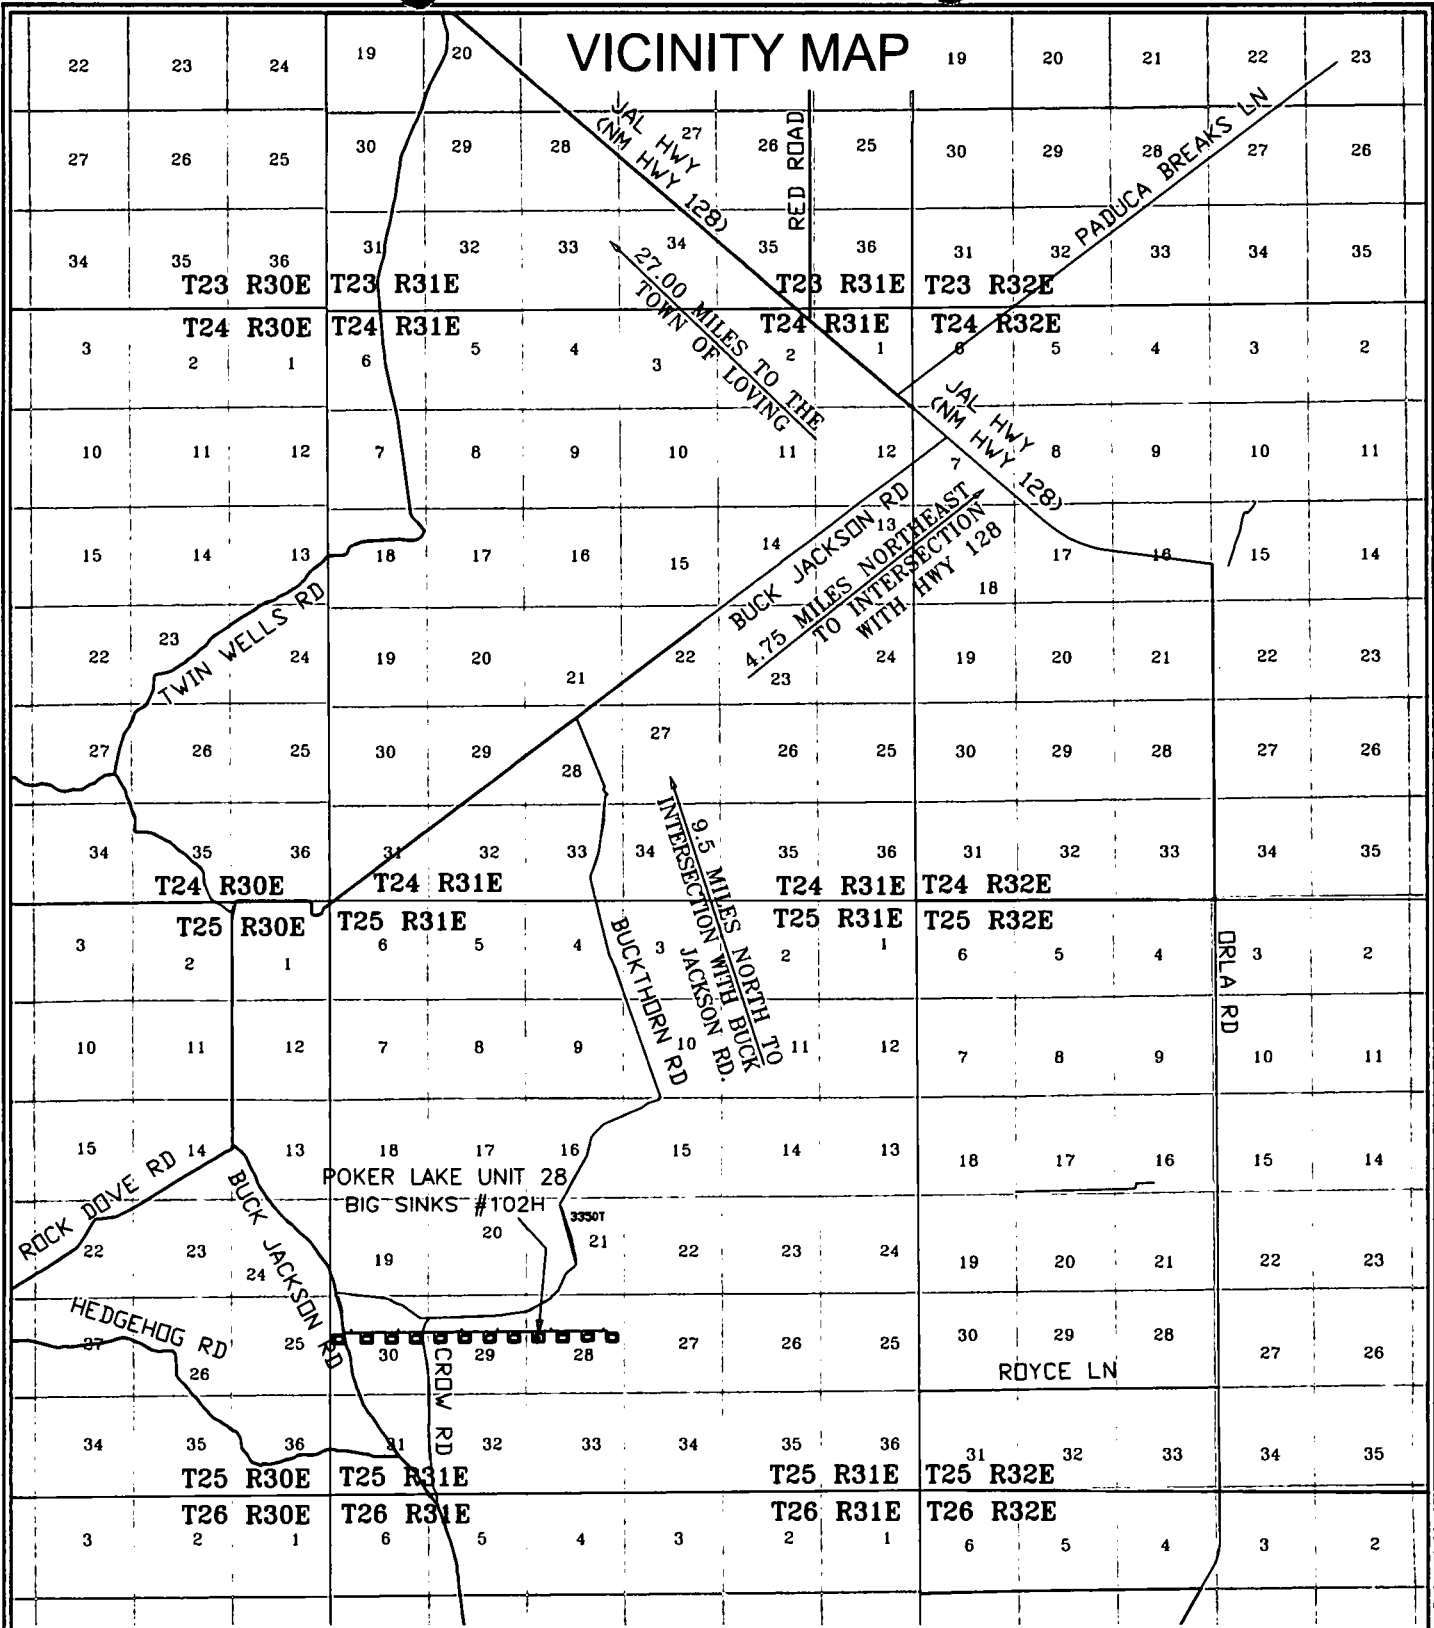 VICINITY MAP
22 23 24 19 20 19 20 21 22 23
JAL HWY
(NM HWY 128)
RED ROAD
PADUCA BREAKS LN
27 26 25 30 29 28 27 26 25 30 29 28 27 26
34 35 36 31 32 33 34 35 36 31 32 33 34 35
T23 R30E T23 R31E T23 R31E T23 R32E
27.00 MILES TO THE
TOWN OF LOVING
T24 R30E T24 R31E T24 R31E T24 R32E
3 2 1 6 5 4 3 2 1 6 5 4 3 2
JAL HWY
(NM HWY 128)
10 11 12 7 8 9 10 11 12 7 8 9 10 11
BUCK JACKSON RD
4.75 MILES NORTHEAST
TO INTERSECTION
WITH HWY 128
15 14 13 18 17 16 15 14 13 18 17 16 15 14
TWIN WELLS RD
22 23 24 19 20 21 22 23 24 19 20 21 22 23
27 26 25 30 29 28 27 26 25 30 29 28 27 26
9.5 MILES NORTH TO
INTERSECTION WITH BUCK
JACKSON RD.
34 35 36 31 32 33 34 35 36 31 32 33 34 35
T24 R30E T24 R31E T24 R31E T24 R32E
T25 R30E T25 R31E T25 R31E T25 R32E
3 2 1 6 5 4 3 2 1 6 5 4 3 2
BUCKTHORN RD
ORLA RD
10 11 12 7 8 9 10 11 12 7 8 9 10 11
15 14 13 18 17 16 15 14 13 18 17 16 15 14
ROCK DOVE RD
BUCK JACKSON RD
POKER LAKE UNIT 28
BIG SINKS #102H
3350T
22 23 24 19 20 21 22 23 24 19 20 21 22 23
HEDGEHOG RD
27 26 25 30 29 28 27 26 25 30 29 28 27 26
CROW RD
ROYCE LN
34 35 36 31 32 33 34 35 36 31 32 33 34 35
T25 R30E T25 R31E T25 R31E T25 R32E
T26 R30E T26 R31E T26 R31E T26 R32E
3 2 1 6 5 4 3 2 1 6 5 4 3 2